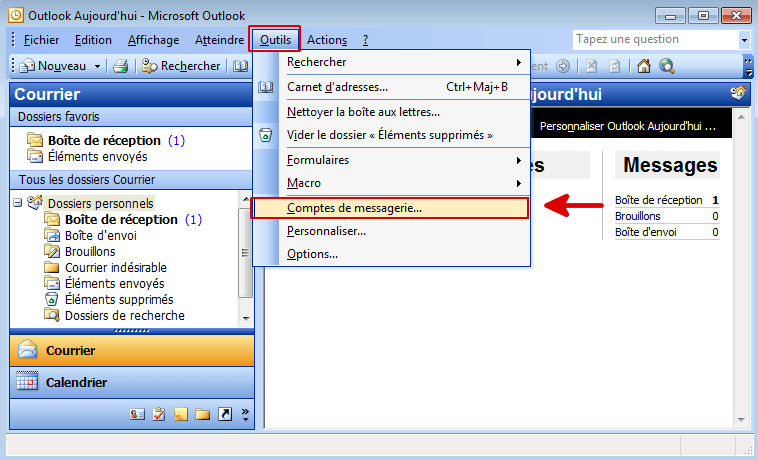 Outlook Aujourd'hui - Microsoft Outlook
Fichier Edition Affichage Atteindre Outils Actions ? Tapez une question
Nouveau Rechercher
Courrier
Dossiers favoris
Boîte de réception (1)
Éléments envoyés
Tous les dossiers Courrier
Dossiers personnels
Boîte de réception (1)
Boîte d'envoi
Brouillons
Courrier indésirable
Éléments envoyés
Éléments supprimés
Dossiers de recherche
Courrier
Calendrier
Rechercher
Carnet d'adresses... Ctrl+Maj+B
Nettoyer la boîte aux lettres...
Vider le dossier « Éléments supprimés »
Formulaires
Macro
Comptes de messagerie...
Personnaliser...
Options...
Personnaliser Outlook Aujourd'hui ...
Messages
Boîte de réception 1
Brouillons 0
Boîte d'envoi 0